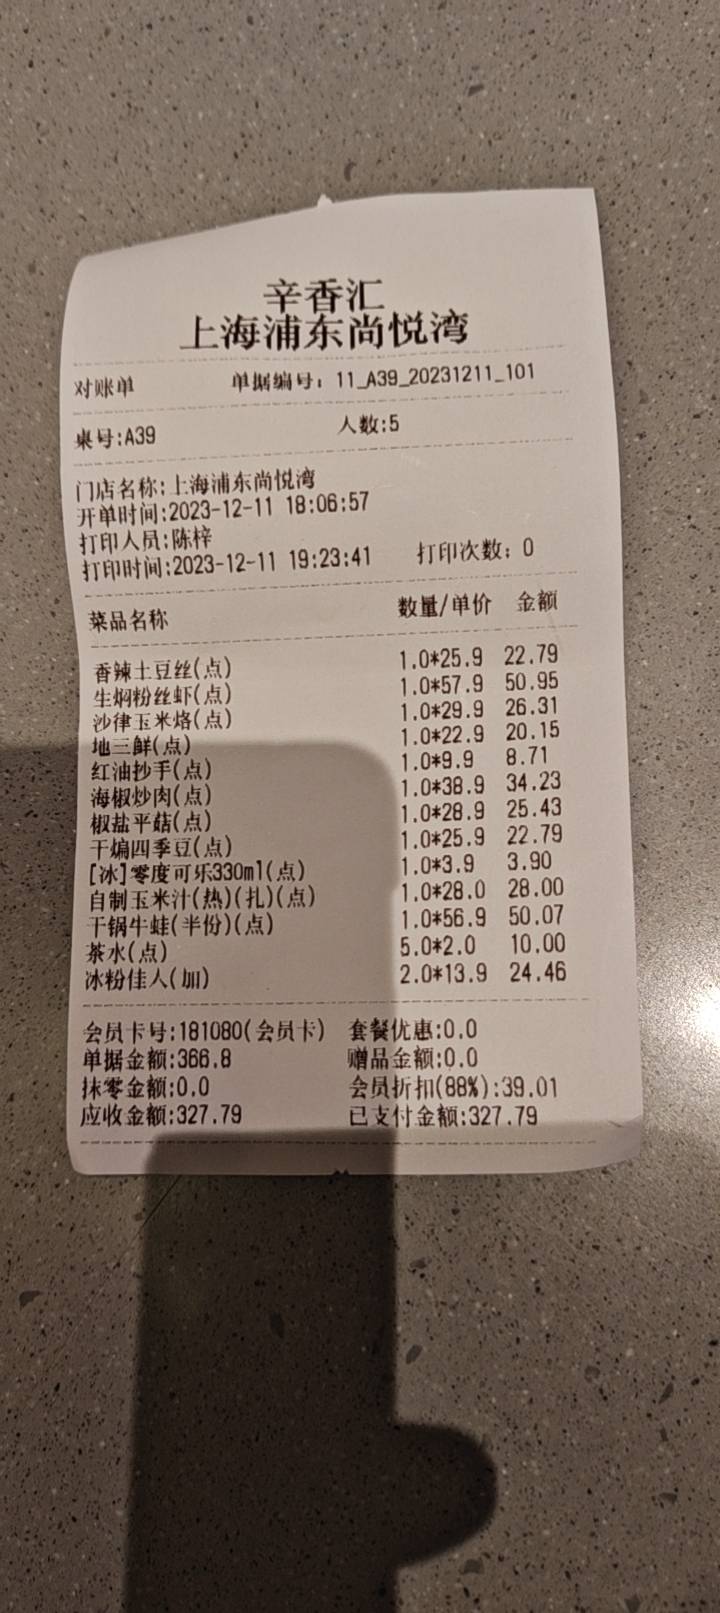 辛香汇
上海浦东尚悦湾
对账单 单据编号：11_A39_20231211_101
桌号:A39 人数:5
门店名称:上海浦东尚悦湾
开单时间:2023-12-11 18:06:57
打印人员:陈梓
打印时间:2023-12-11 19:23:41 打印次数：0
菜品名称 数量/单价 金额
香辣土豆丝(点) 1.0*25.9 22.79
生焖粉丝虾(点) 1.0*57.9 50.95
沙律玉米烙(点) 1.0*29.9 26.31
地三鲜(点) 1.0*22.9 20.15
红油抄手(点) 1.0*9.9 8.71
海椒炒肉(点) 1.0*38.9 34.23
椒盐平菇(点) 1.0*28.9 25.43
干煸四季豆(点) 1.0*25.9 22.79
[冰]零度可乐330ml(点) 1.0*3.9 3.90
自制玉米汁(热)(扎)(点) 1.0*28.0 28.00
干锅牛蛙(半份)(点) 1.0*56.9 50.07
茶水(点) 5.0*2.0 10.00
冰粉佳人(加) 2.0*13.9 24.46
会员卡号:181080(会员卡) 套餐优惠:0.0
单据金额:366.8 赠品金额:0.0
抹零金额:0.0 会员折扣(88%):39.01
应收金额:327.79 已支付金额:327.79